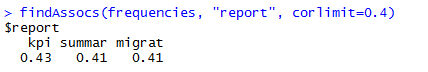 > findAssocs(frequencies, "report", corlimit=0.4)
$report
   kpi summar migrat
  0.43   0.41   0.41